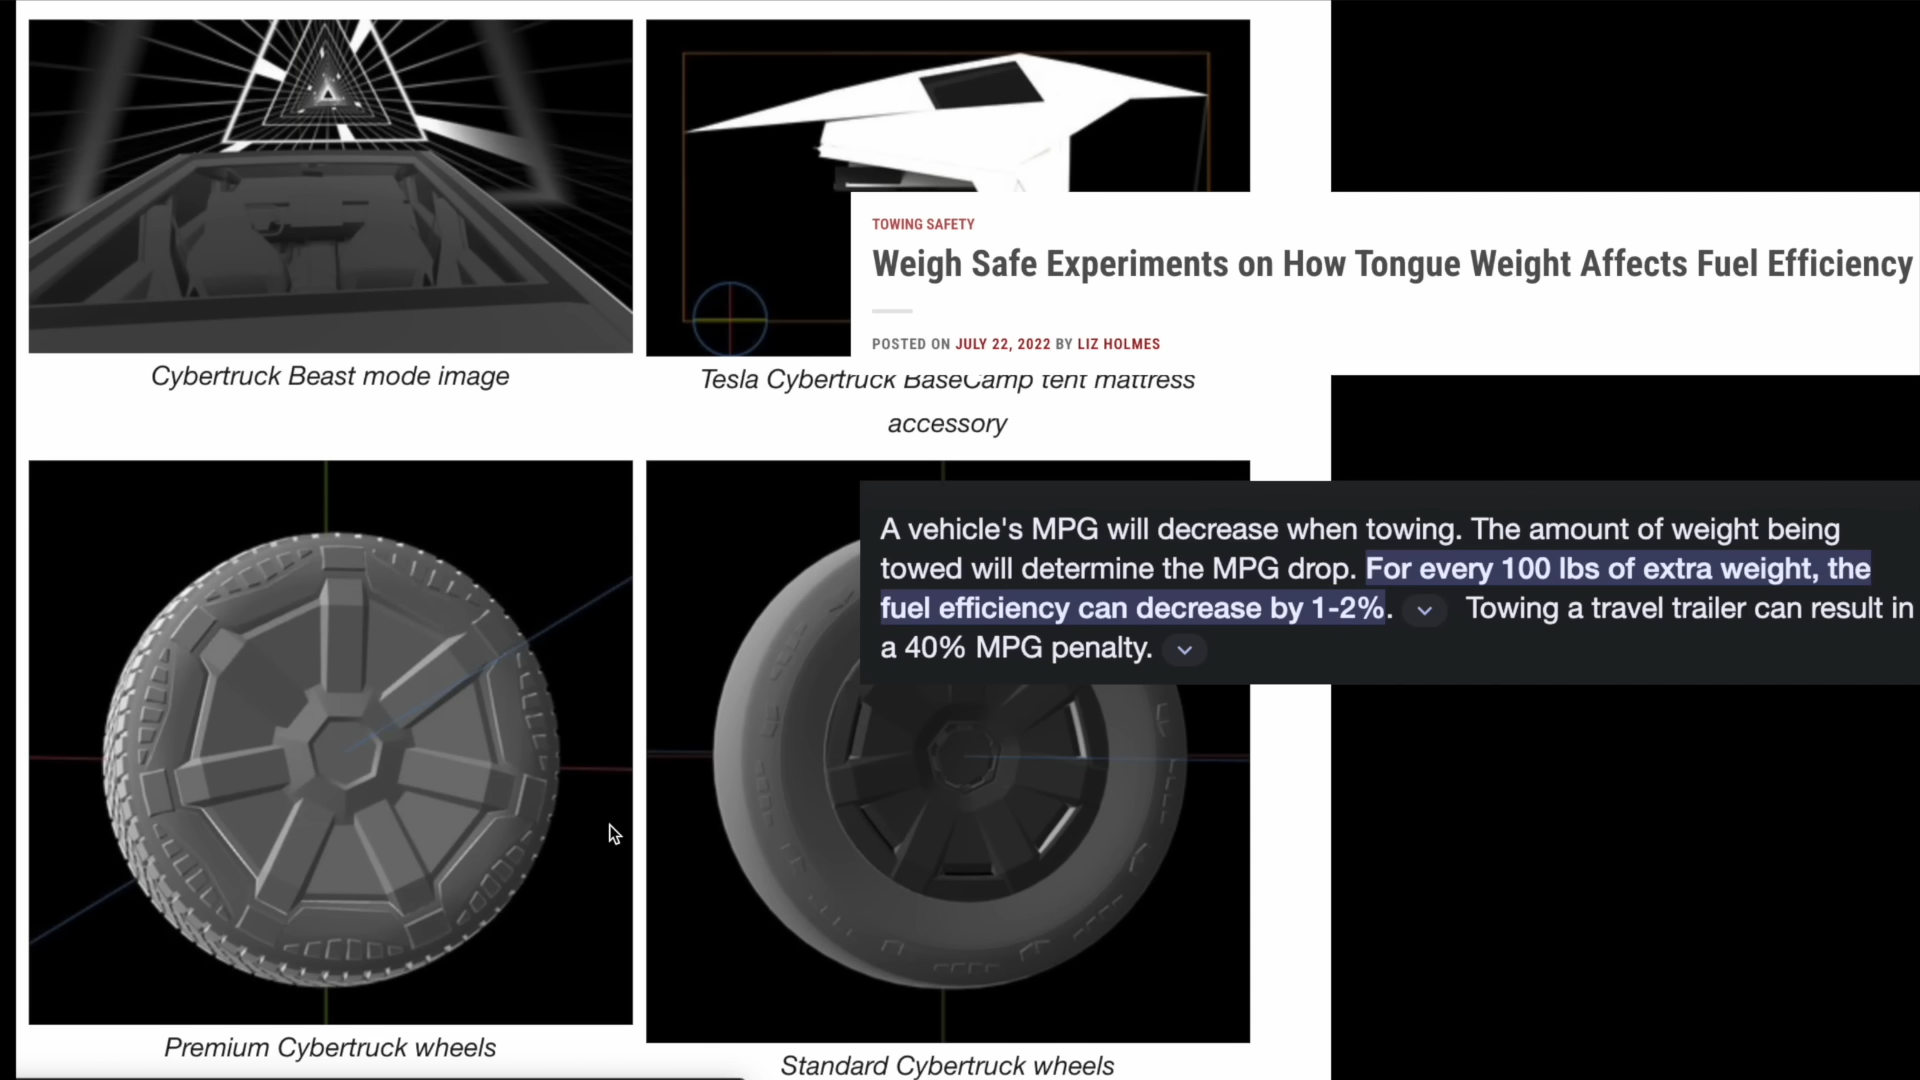 Cybertruck Beast mode image
TOWING SAFETY
Weigh Safe Experiments on How Tongue Weight Affects Fuel Efficiency
POSTED ON JULY 22, 2022 BY LIZ HOLMES
Tesla Cybertruck BaseCamp tent mattress
accessory
A vehicle's MPG will decrease when towing. The amount of weight being
towed will determine the MPG drop. For every 100 lbs of extra weight, the
fuel efficiency can decrease by 1-2%. Towing a travel trailer can result in
a 40% MPG penalty.
Premium Cybertruck wheels
Standard Cybertruck wheels